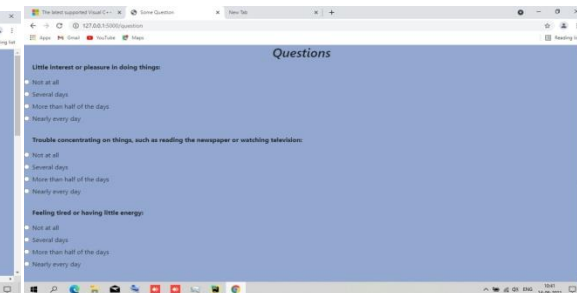 The latest supported Visual C++
Solve Question
New Tab
127.0.0.1:5000/question
Apps
Gmail
YouTube
Maps
Reading
Questions
Little interest or pleasure in doing things:
Not at all
Several days
More than half of the days
Nearly every day
Trouble concentrating on things, such as reading the newspaper or watching television:
Not at all
Several days
More than half of the days
Nearly every day
Feeling tired or having little energy:
Not at all
Several days
More than half of the days
Nearly every day
ENG
10:41